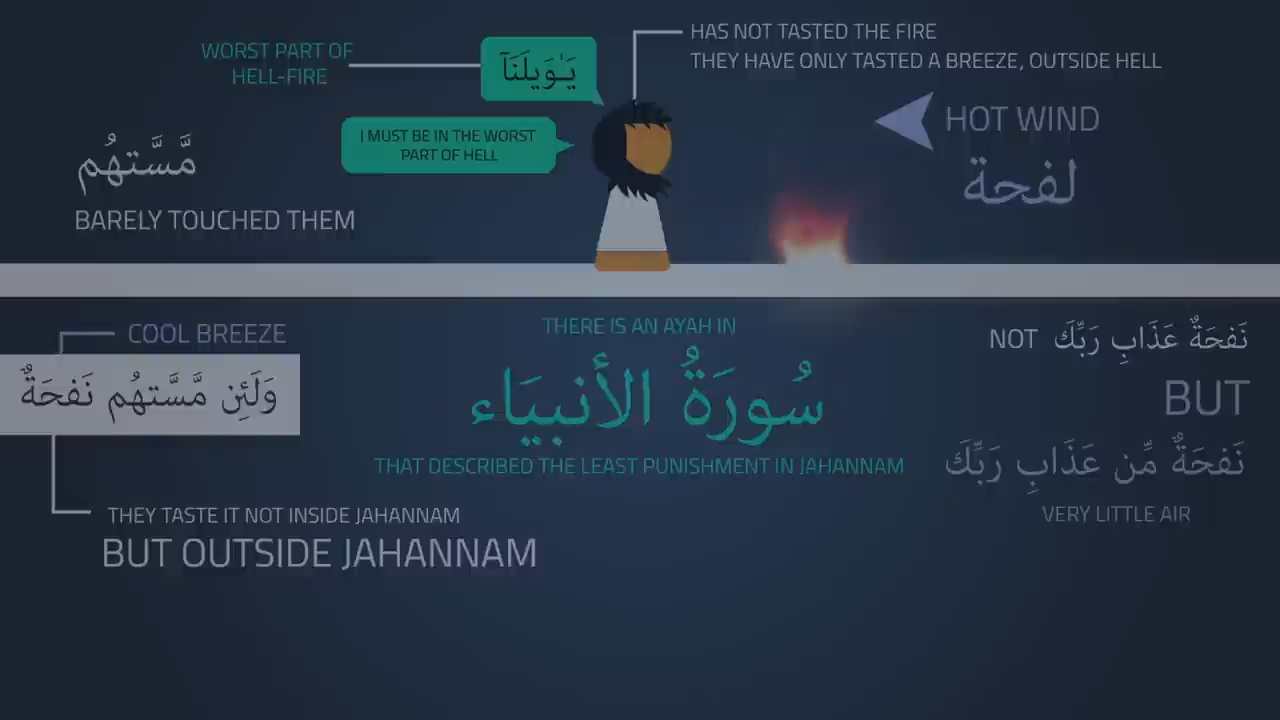 WORST PART OF
HELL-FIRE
يَـٰوَيلَنَآ
HAS NOT TASTED THE FIRE
THEY HAVE ONLY TASTED A BREEZE, OUTSIDE HELL
I MUST BE IN THE WORST
PART OF HELL
HOT WIND
لفحة
مَّسَّتهُم
BARELY TOUCHED THEM
COOL BREEZE
وَلَئِن مَّسَّتهُم نَفحَةٌ
THEY TASTE IT NOT INSIDE JAHANNAM
BUT OUTSIDE JAHANNAM
THERE IS AN AYAH IN
سُورَةُ الأنبيَاء
THAT DESCRIBED THE LEAST PUNISHMENT IN JAHANNAM
NOT نَفحَةٌ عَذَابِ رَبِّكَ
BUT
نَفحَةٌ مِّن عَذَابِ رَبِّكَ
VERY LITTLE AIR